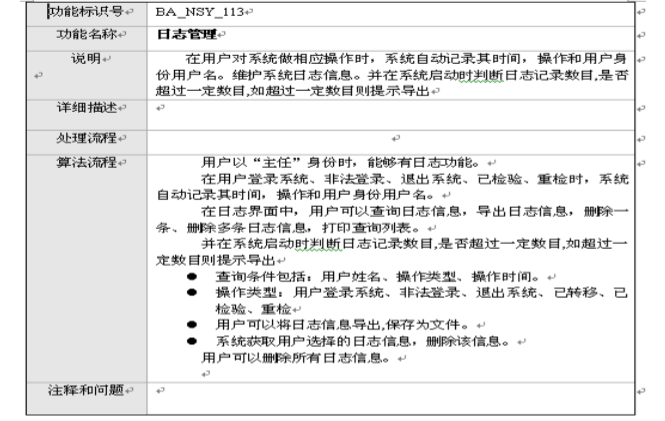 功能标识号 BA_NSY_113
功能名称 日志管理
说明 在用户对系统做相应操作时，系统自动记录其时间，操作和用户身
份用户名。维护系统日志信息。并在系统启动时判断日志记录数目,是否
超过一定数目,如超过一定数目则提示导出
详细描述
处理流程
算法流程 用户以“主任”身份时，能够有日志功能。
在用户登录系统、非法登录、退出系统、已检验、重检时，系统
自动记录其时间，操作和用户身份用户名。
在日志界面中，用户可以查询日志信息，导出日志信息，删除一
条、删除多条日志信息，打印查询列表。
并在系统启动时判断日志记录数目,是否超过一定数目,如超过一
定数目则提示导出
● 查询条件包括：用户姓名、操作类型、操作时间。
● 操作类型：用户登录系统、非法登录、退出系统、已转移、已
检验、重检
● 用户可以将日志信息导出,保存为文件。
● 系统获取用户选择的日志信息，删除该信息。
用户可以删除所有日志信息。
注释和问题